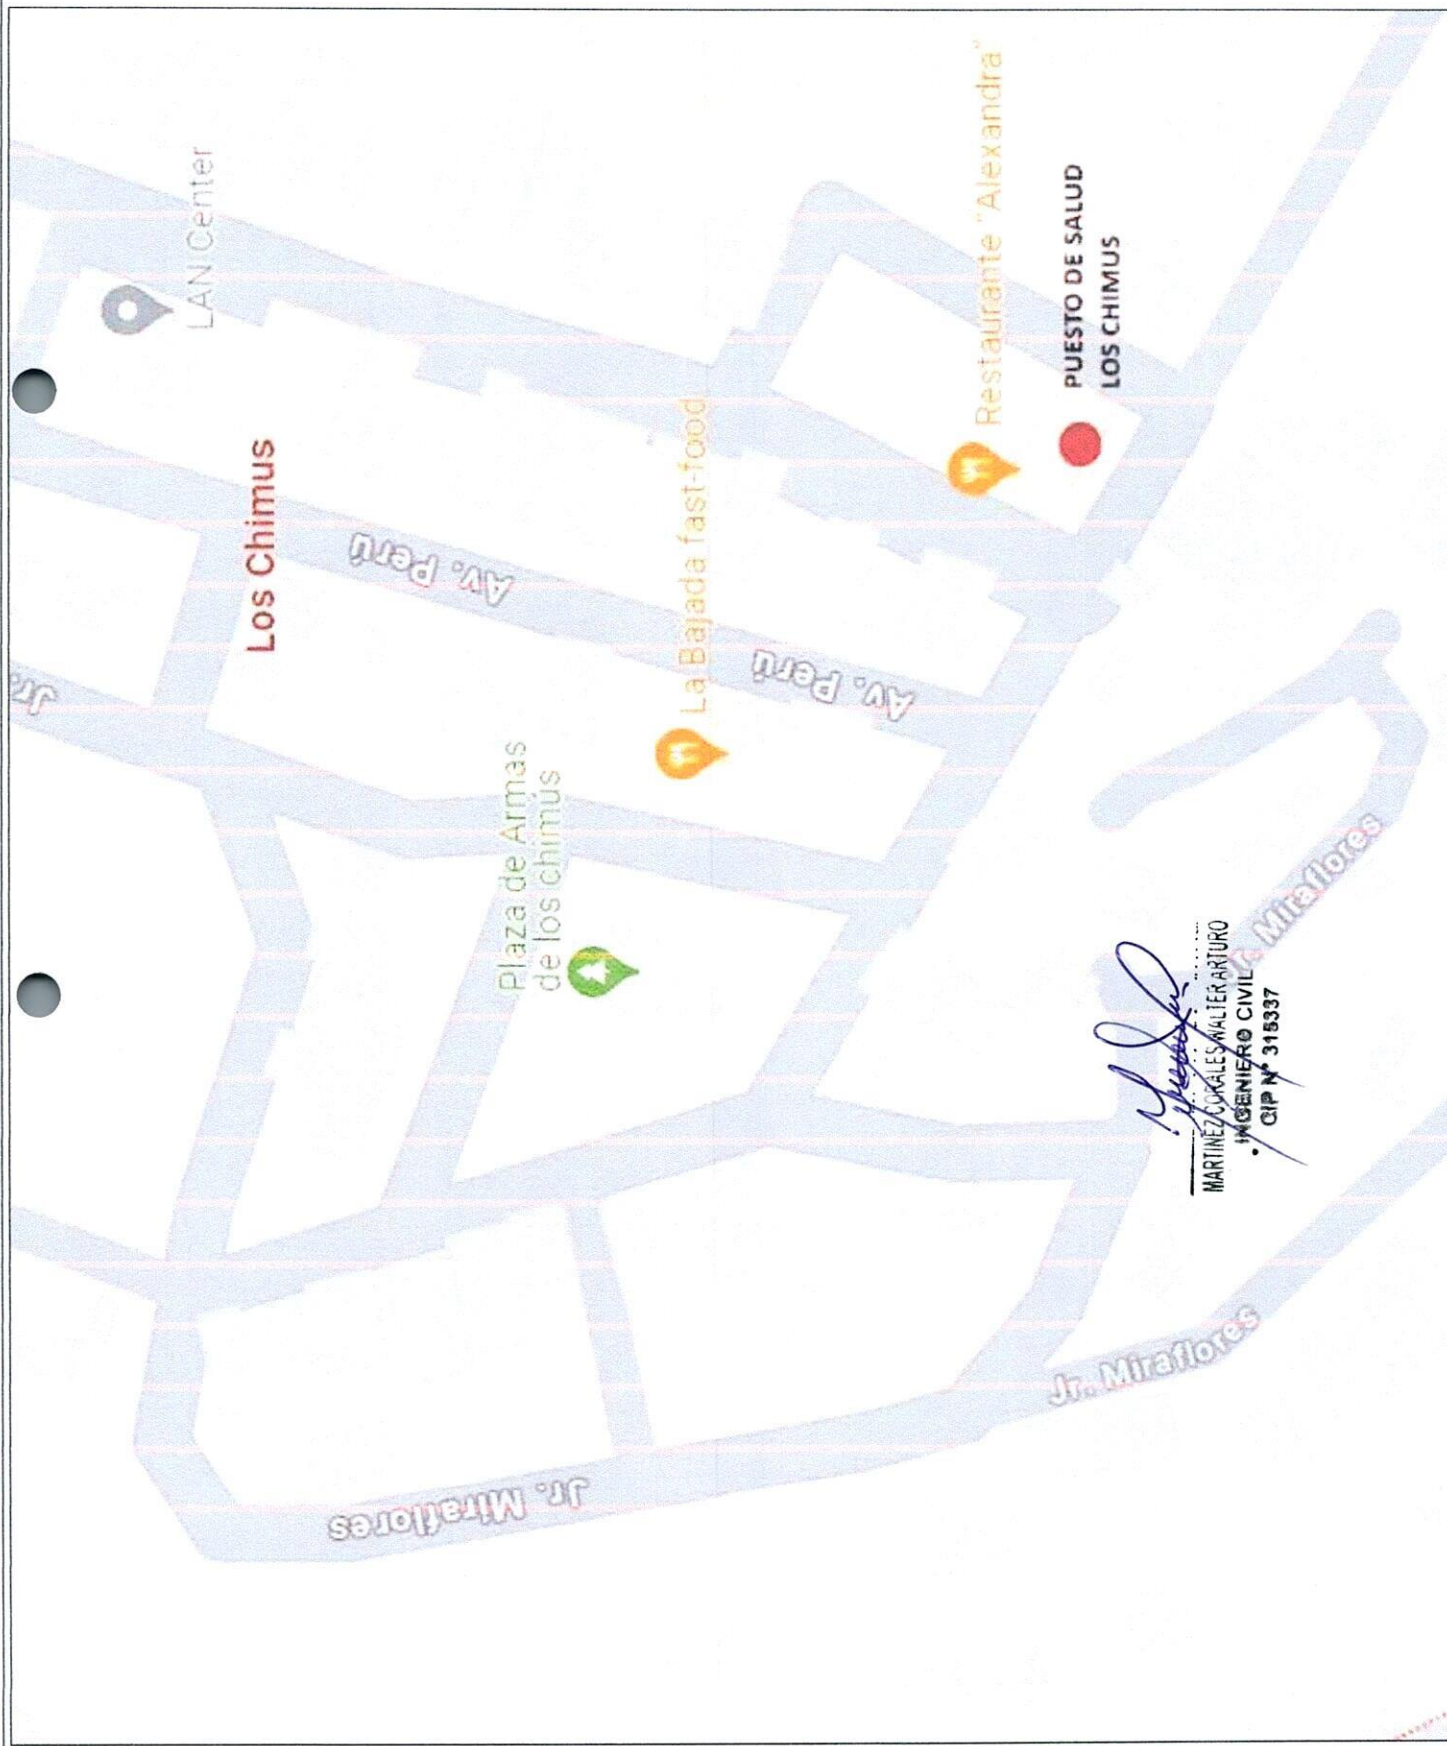 LAN Center
Los Chimus
Jr.
Av. Perú
Plaza de Armas
de los chimus
La Bajada fast-food
Av. Perú
Restaurante "Alexandra"
PUESTO DE SALUD
LOS CHIMUS
Jr. Miraflores
Jr. Miraflores
Jr. Miraflores
MARTINEZ CORALES WALTER ARTURO
INGENIERO CIVIL
CIP Nº 315337